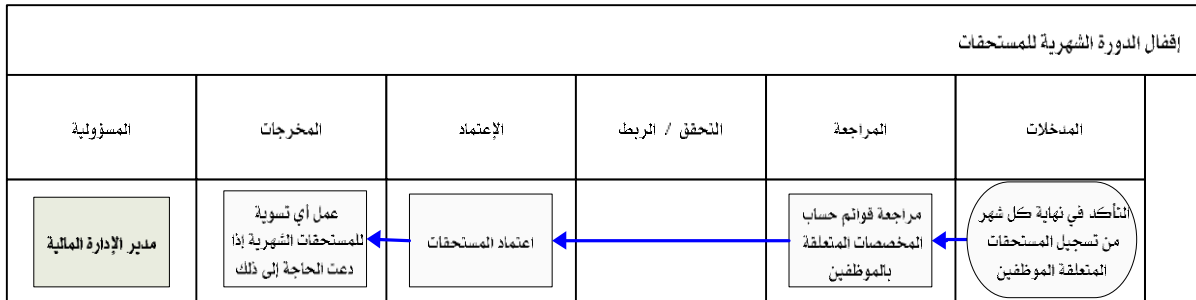 إقفال الدورة الشهرية للمستحقات
المدخلات
المراجعة
التحقق / الربط
الإعتماد
المخرجات
المسؤولية
التأكد في نهاية كل شهر
من تسجيل المستحقات
المتعلقة الموظفين
مراجعة قوائم حساب
المخصصات المتعلقة
بالموظفين
اعتماد المستحقات
عمل أي تسوية
للمستحقات الشهرية إذا
دعت الحاجة إلى ذلك
مدير الإدارة المالية